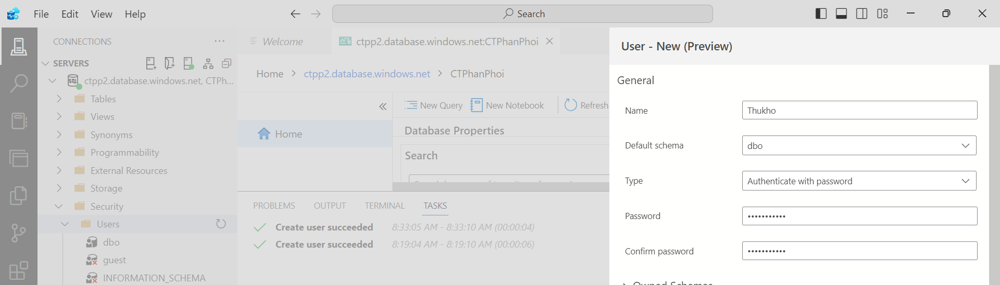 File Edit View Help
Search
CONNECTIONS
SERVERS
ctpp2.database.windows.net, CTPh...
Tables
Views
Synonyms
Programmability
External Resources
Storage
Security
Users
dbo
guest
INFORMATION_SCHEMA
Welcome
ctpp2.database.windows.net:CTPhanPhoi
Home > ctpp2.database.windows.net > CTPhanPhoi
New Query New Notebook Refresh
Home
Database Properties
Search
PROBLEMS OUTPUT TERMINAL TASKS
Create user succeeded 8:33:05 AM - 8:33:10 AM (00:00:04)
Create user succeeded 8:19:04 AM - 8:19:10 AM (00:00:06)
User - New (Preview)
General
Name Thukho
Default schema dbo
Type Authenticate with password
Password •••••••••••
Confirm password •••••••••••
Owned Schemas